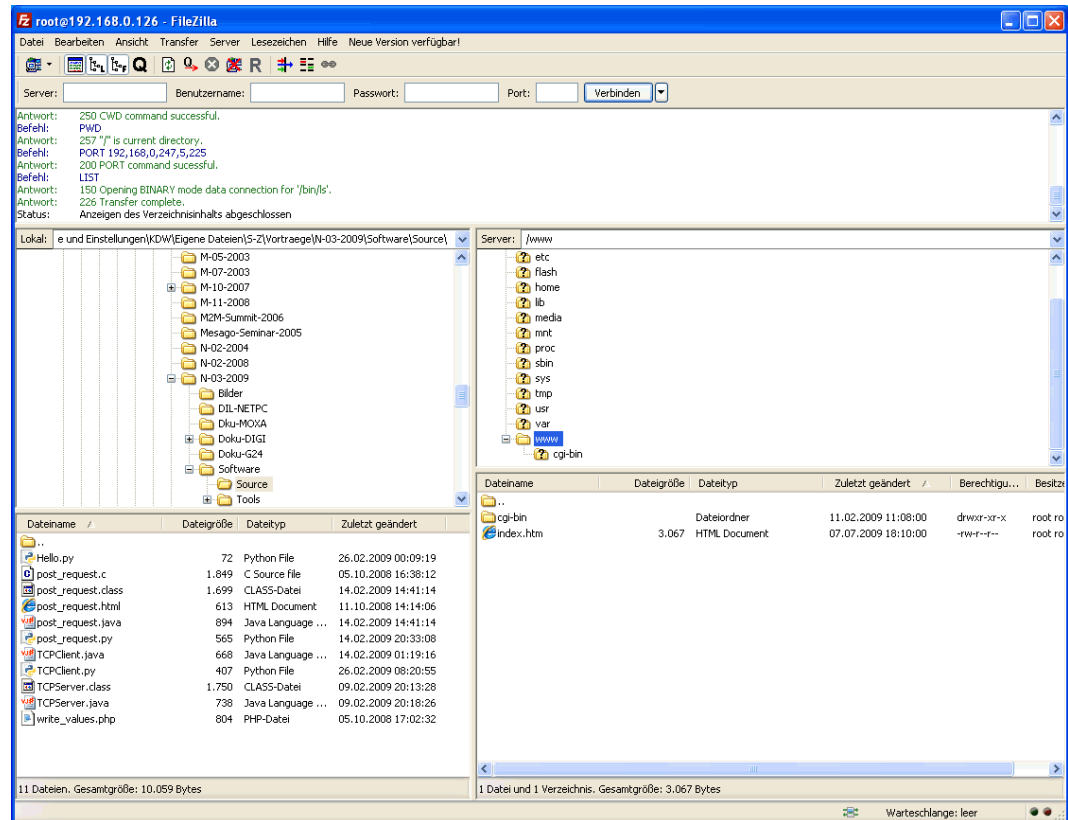 root@192.168.0.126 - FileZilla
Datei Bearbeiten Ansicht Transfer Server Lesezeichen Hilfe Neue Version verfügbar!
Server: Benutzername: Passwort: Port: Verbinden
Antwort: 250 CWD command successful.
Befehl: PWD
Antwort: 257 "/" is current directory.
Befehl: PORT 192,168,0,247,5,225
Antwort: 200 PORT command sucessful.
Befehl: LIST
Antwort: 150 Opening BINARY mode data connection for '/bin/ls'.
Antwort: 226 Transfer complete.
Status: Anzeigen des Verzeichnisinhalts abgeschlossen
Lokal: e und Einstellungen\KDW\Eigene Dateien\S-Z\Vortraege\N-03-2009\Software\Source\
M-05-2003
M-07-2003
M-10-2007
M-11-2008
M2M-Summit-2006
Mesago-Seminar-2005
N-02-2004
N-02-2008
N-03-2009
Bilder
DIL-NETPC
Dku-MOXA
Doku-DIGI
Doku-G24
Software
Source
Tools
Dateiname Dateigröße Dateityp Zuletzt geändert
..
Hello.py 72 Python File 26.02.2009 00:09:19
post_request.c 1.849 C Source file 05.10.2008 16:38:12
post_request.class 1.699 CLASS-Datei 14.02.2009 14:41:14
post_request.html 613 HTML Document 11.10.2008 14:14:06
post_request.java 894 Java Language ... 14.02.2009 14:41:14
post_request.py 565 Python File 14.02.2009 20:33:08
TCPClient.java 668 Java Language ... 14.02.2009 01:19:16
TCPClient.py 407 Python File 26.02.2009 08:20:55
TCPServer.class 1.750 CLASS-Datei 09.02.2009 20:13:28
TCPServer.java 738 Java Language ... 09.02.2009 20:18:26
write_values.php 804 PHP-Datei 05.10.2008 17:02:32
11 Dateien. Gesamtgröße: 10.059 Bytes
Server: /www
etc
flash
home
lib
media
mnt
proc
sbin
sys
tmp
usr
var
www
cgi-bin
Dateiname Dateigröße Dateityp Zuletzt geändert Berechtigu... Besitze
..
cgi-bin Dateiordner 11.02.2009 11:08:00 drwxr-xr-x root ro
index.htm 3.067 HTML Document 07.07.2009 18:10:00 -rw-r--r-- root ro
1 Datei und 1 Verzeichnis. Gesamtgröße: 3.067 Bytes
Warteschlange: leer